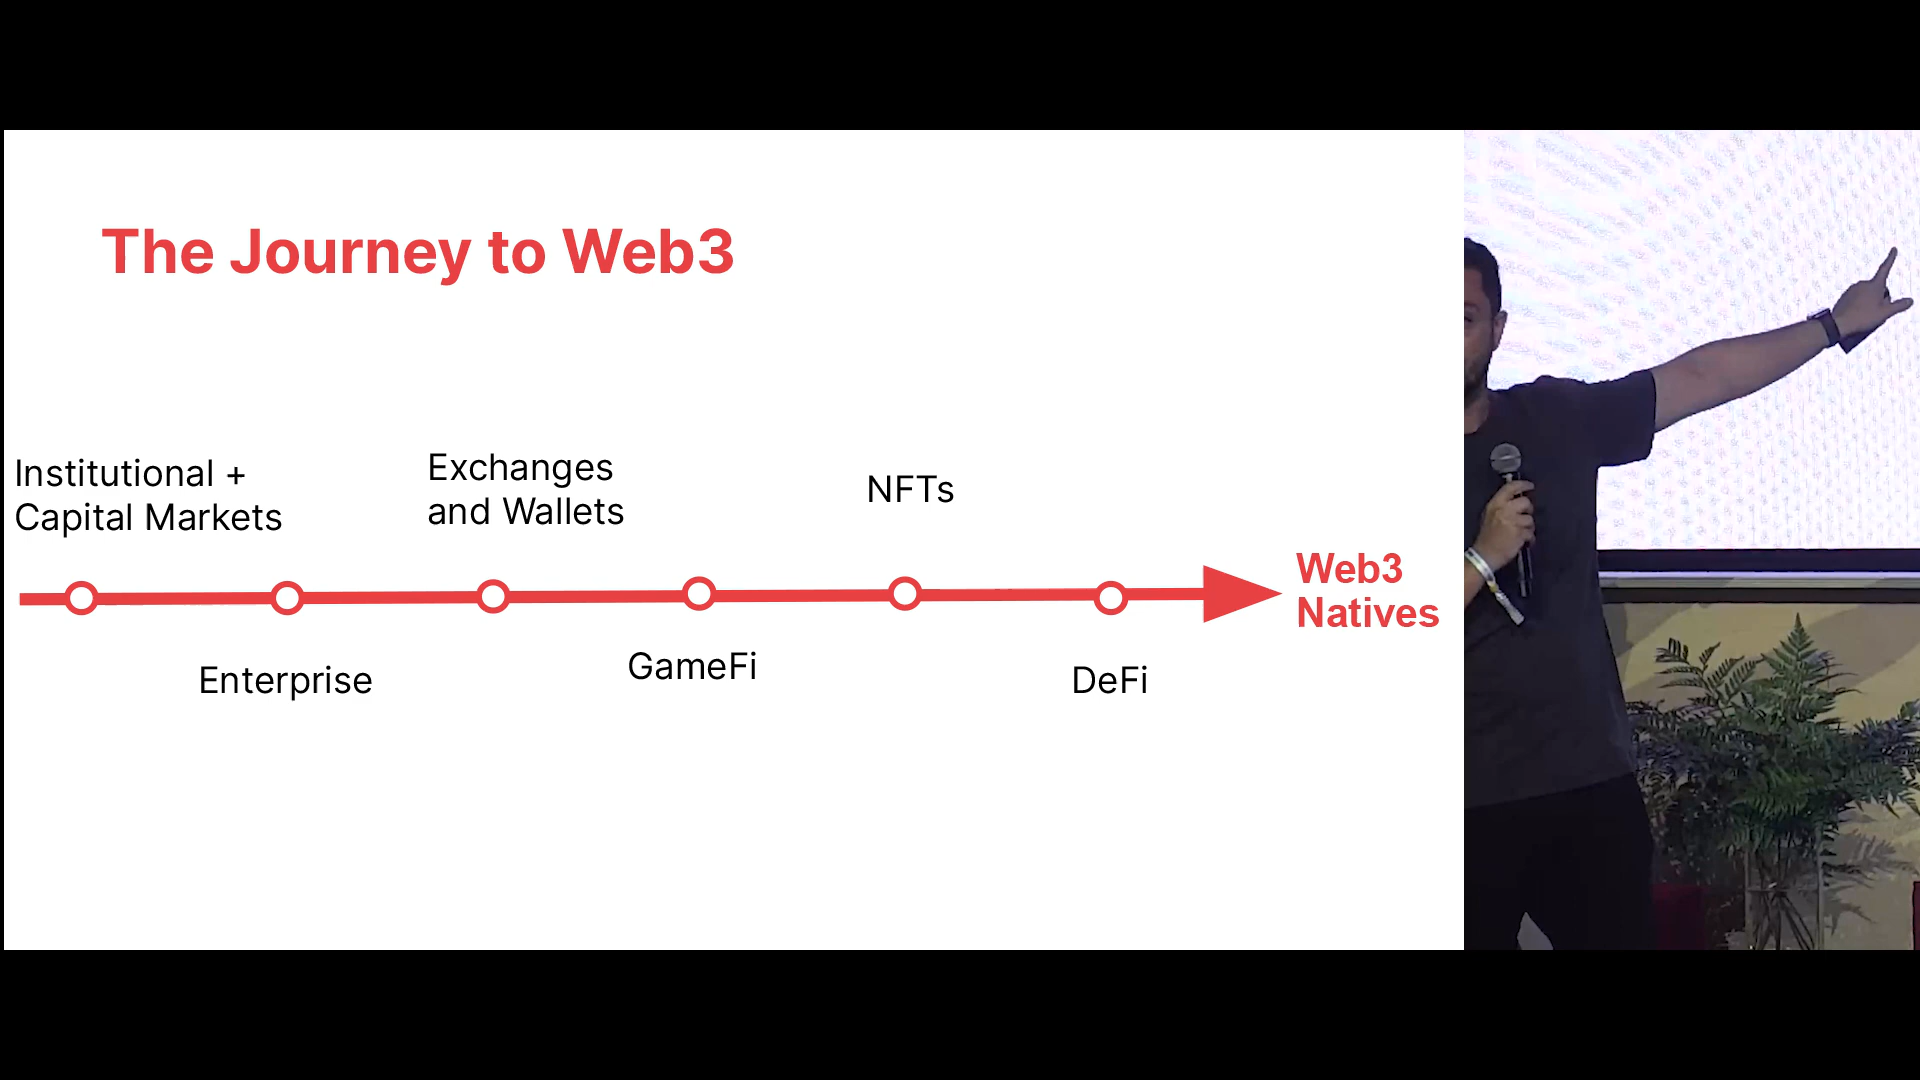 The Journey to Web3
Institutional +
Capital Markets
Exchanges
and Wallets
NFTs
Web3
Natives
Enterprise
GameFi
DeFi